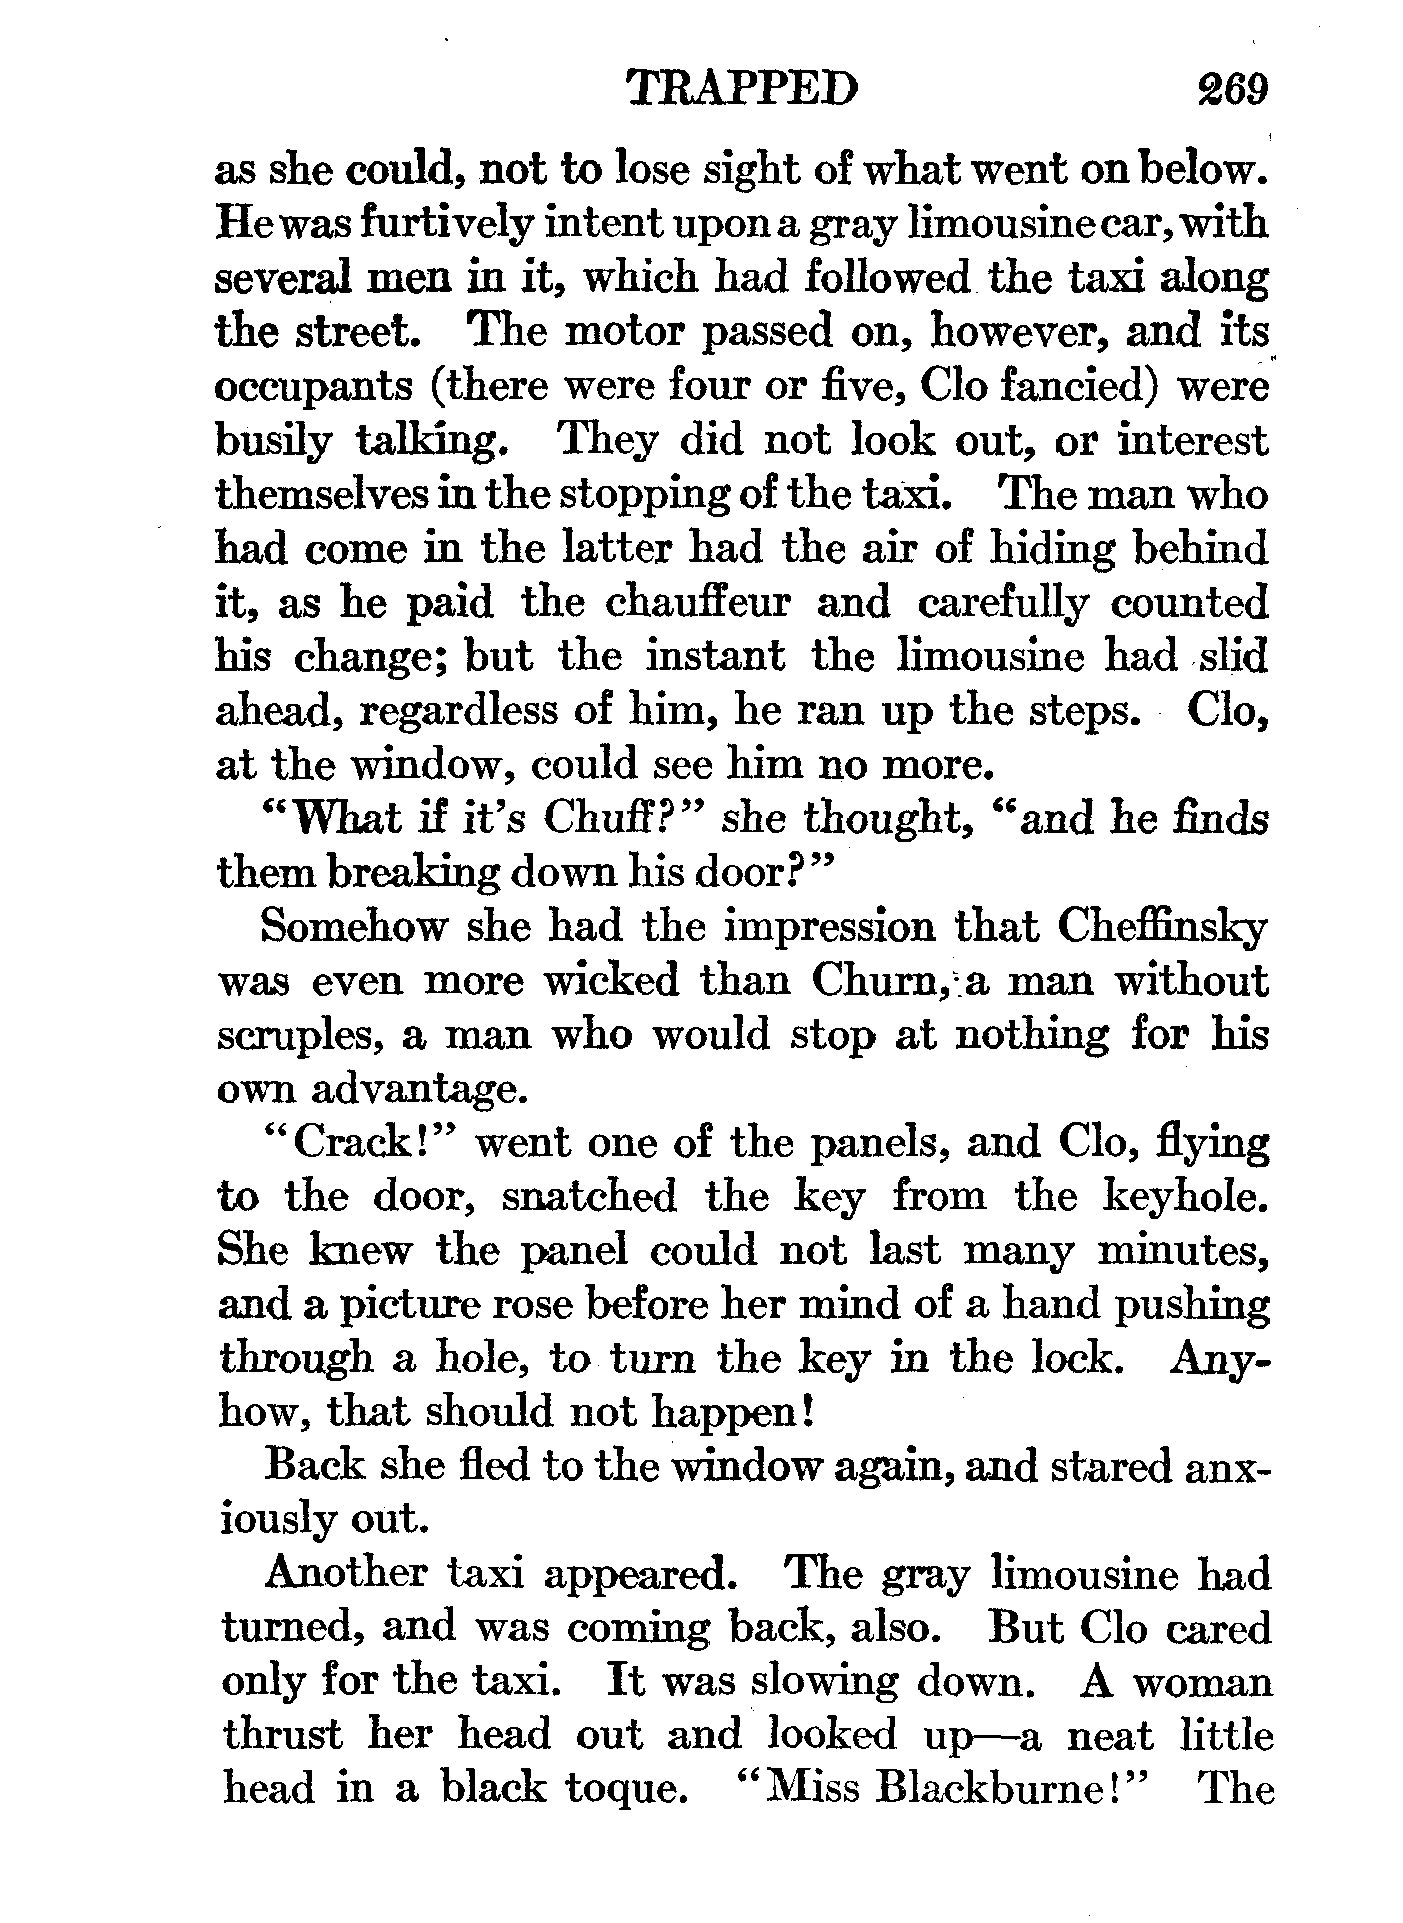 TRAPPED 269
as she could, not to lose sight of what went on below.
He was furtively intent upon a gray limousine car, with
several men in it, which had followed the taxi along
the street. The motor passed on, however, and its
occupants (there were four or five, Clo fancied) were
busily talking. They did not look out, or interest
themselves in the stopping of the taxi. The man who
had come in the latter had the air of hiding behind
it, as he paid the chauffeur and carefully counted
his change; but the instant the limousine had slid
ahead, regardless of him, he ran up the steps. Clo,
at the window, could see him no more.
"What if it's Chuff?" she thought, "and he finds
them breaking down his door?"
Somehow she had the impression that Cheffinsky
was even more wicked than Churn, a man without
scruples, a man who would stop at nothing for his
own advantage.
"Crack!" went one of the panels, and Clo, flying
to the door, snatched the key from the keyhole.
She knew the panel could not last many minutes,
and a picture rose before her mind of a hand pushing
through a hole, to turn the key in the lock. Any-
how, that should not happen!
Back she fled to the window again, and stared anx-
iously out.
Another taxi appeared. The gray limousine had
turned, and was coming back, also. But Clo cared
only for the taxi. It was slowing down. A woman
thrust her head out and looked up—a neat little
head in a black toque. "Miss Blackburne!" The